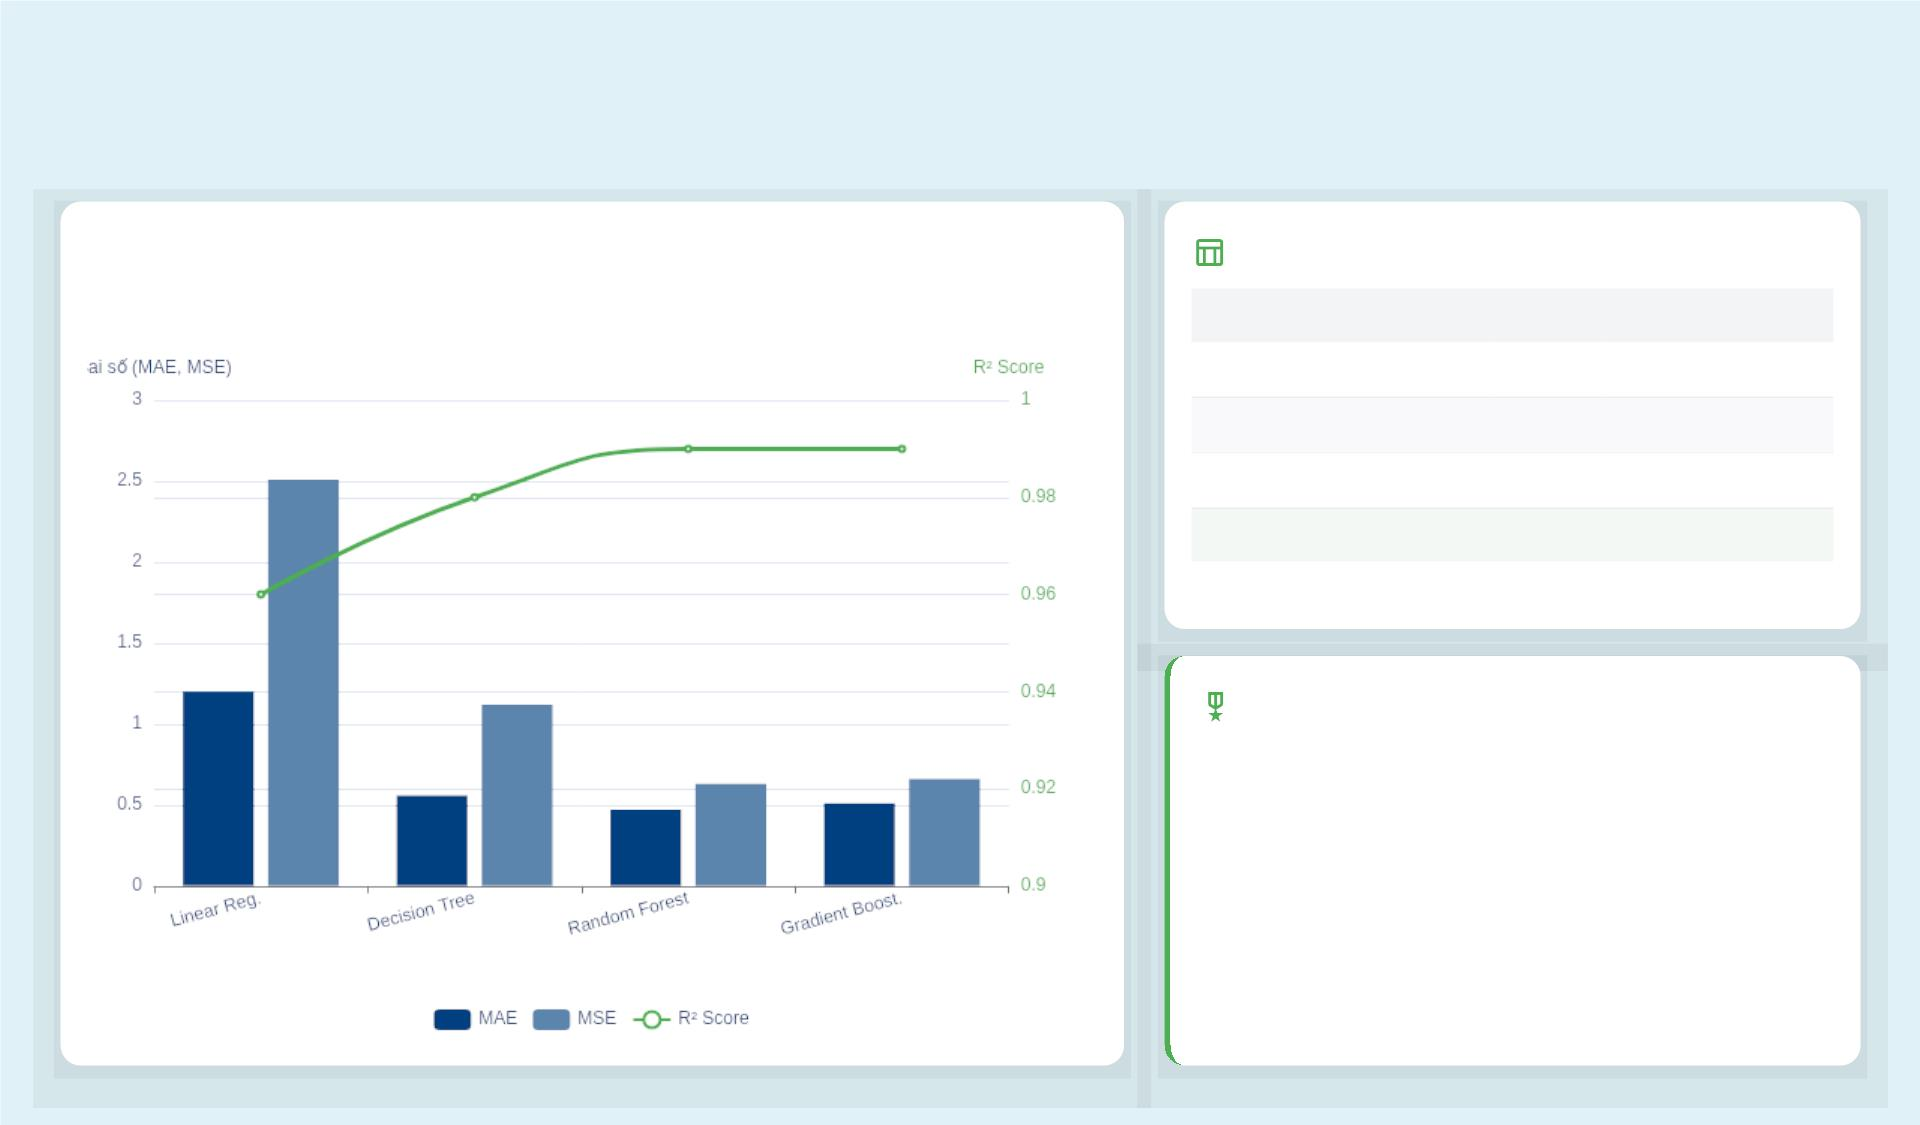 ai số (MAE, MSE)
R² Score
3
1
2.5
0.98
2
0.96
1.5
0.94
1
0.92
0.5
0
0.9
Linear Reg.
Decision Tree
Random Forest
Gradient Boost.
MAE
MSE
R² Score